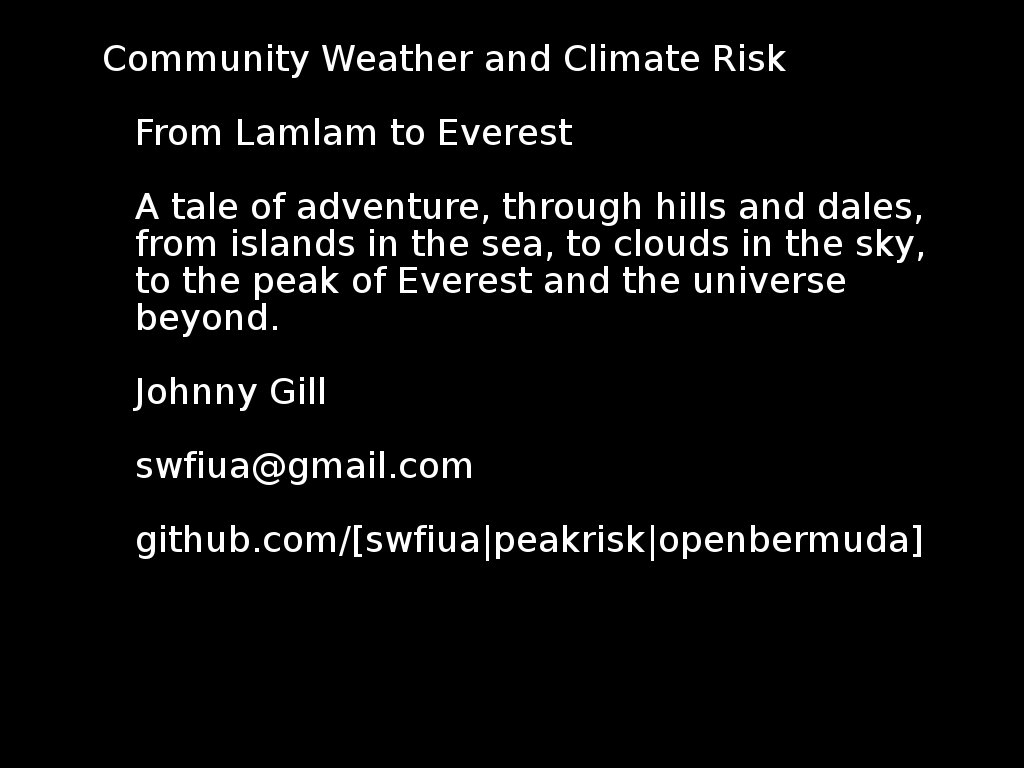 Community Weather and Climate Risk
From Lamlam to Everest
A tale of adventure, through hills and dales,
from islands in the sea, to clouds in the sky,
to the peak of Everest and the universe
beyond.
Johnny Gill
swfiua@gmail.com
github.com/[swfiua|peakrisk|openbermuda]